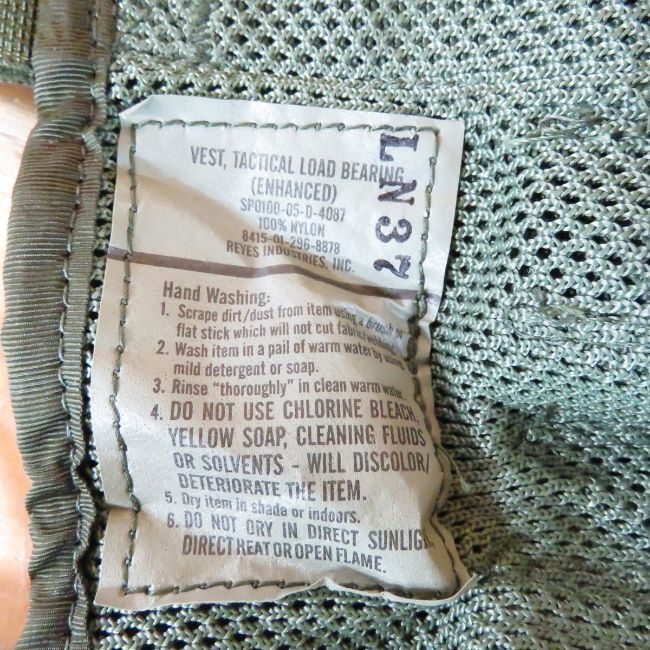 VEST, TACTICAL LOAD BEARING
(ENHANCED)
SP0100-05-D-4087
100% NYLON
8415-01-296-8878
REYES INDUSTRIES, INC.
LN37
Hand Washing:
1. Scrape dirt/dust from item using a brush or
flat stick which will not cut fabric/webbing.
2. Wash item in a pail of warm water by using
mild detergent or soap.
3. Rinse "thoroughly" in clean warm water.
4. DO NOT USE CHLORINE BLEACH,
YELLOW SOAP, CLEANING FLUIDS
OR SOLVENTS - WILL DISCOLOR/
DETERIORATE THE ITEM.
5. Dry item in shade or indoors.
6. DO NOT DRY IN DIRECT SUNLIGHT,
DIRECT HEAT OR OPEN FLAME.